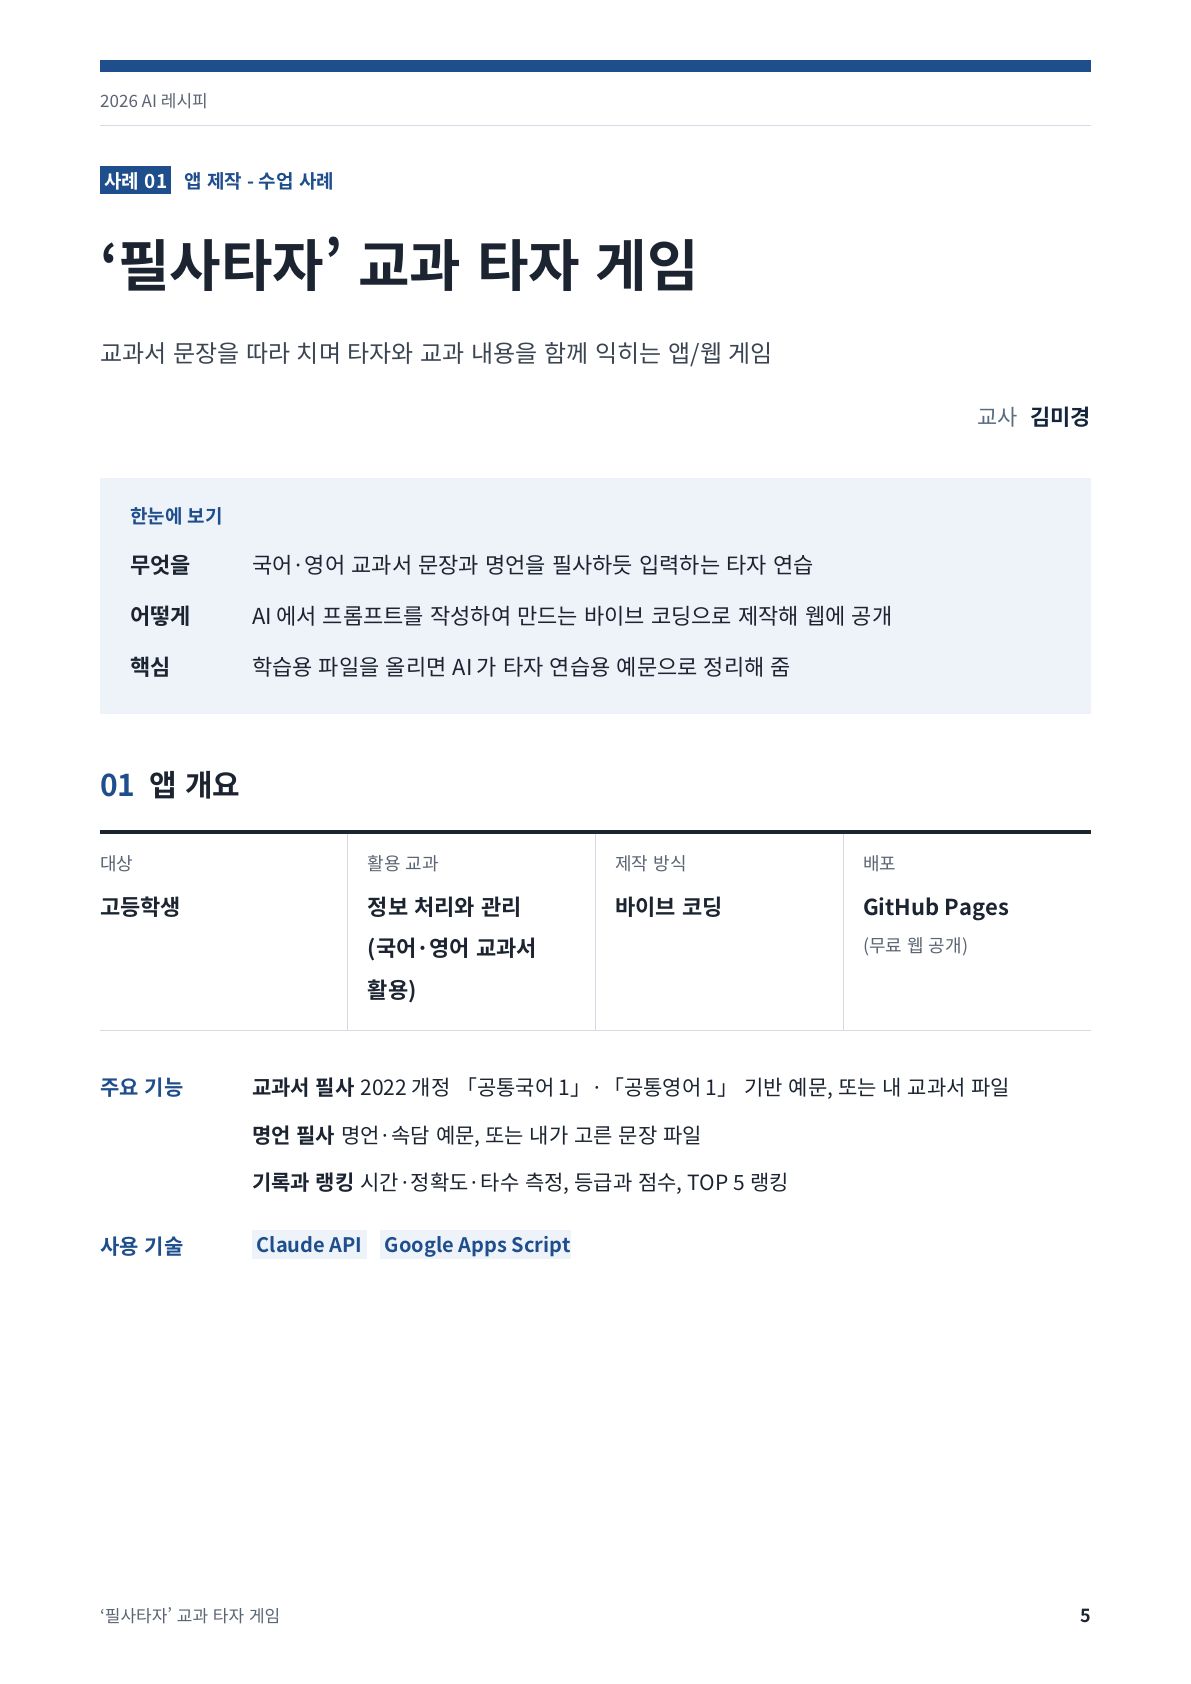 2026 AI 레시피
사례 01 앱 제작 - 수업 사례
‘필사타자’ 교과 타자 게임
교과서 문장을 따라 치며 타자와 교과 내용을 함께 익히는 앱/웹 게임
교사 김미경
한눈에 보기
무엇을 국어·영어 교과서 문장과 명언을 필사하듯 입력하는 타자 연습
어떻게 AI 에서 프롬프트를 작성하여 만드는 바이브 코딩으로 제작해 웹에 공개
핵심 학습용 파일을 올리면 AI 가 타자 연습용 예문으로 정리해 줌
01 앱 개요
대상
고등학생
활용 교과
정보 처리와 관리
(국어·영어 교과서
활용)
제작 방식
바이브 코딩
배포
GitHub Pages
(무료 웹 공개)
주요 기능 교과서 필사 2022 개정 「공통국어 1」·「공통영어 1」 기반 예문, 또는 내 교과서 파일
명언 필사 명언·속담 예문, 또는 내가 고른 문장 파일
기록과 랭킹 시간·정확도·타수 측정, 등급과 점수, TOP 5 랭킹
사용 기술 Claude API Google Apps Script
‘필사타자’ 교과 타자 게임 5